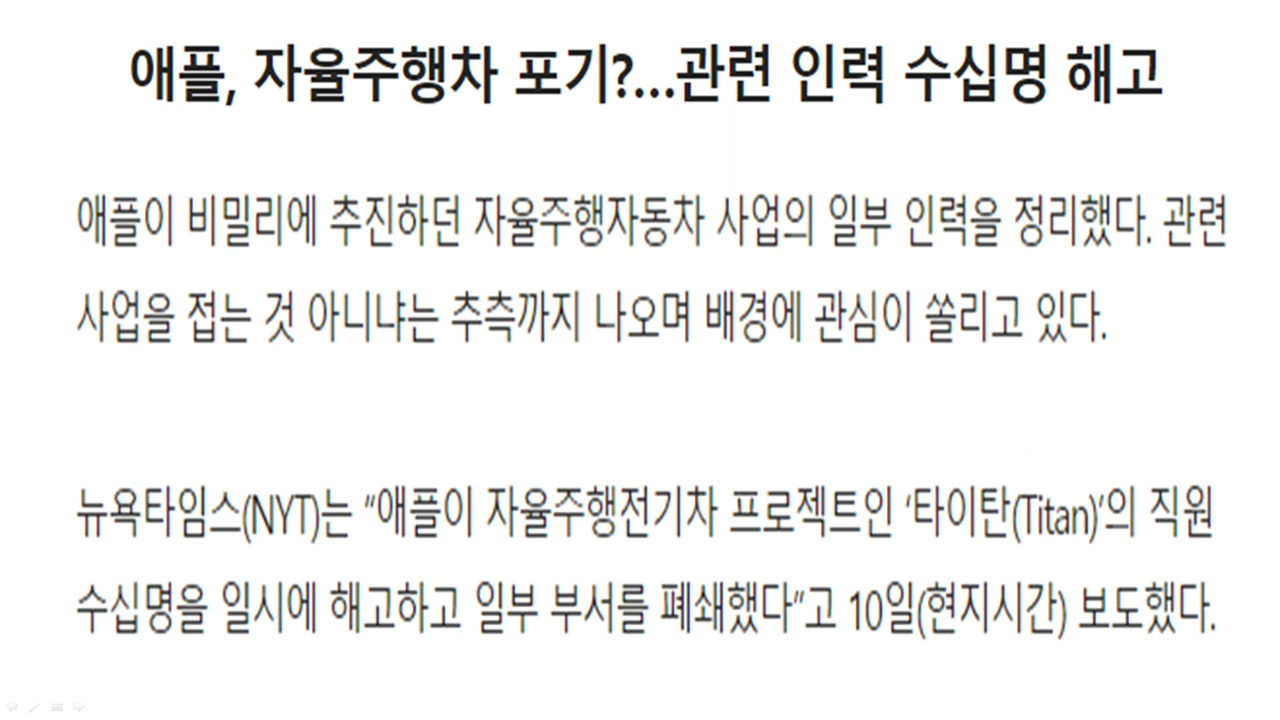 애플, 자율주행차 포기?...관련 인력 수십명 해고
애플이 비밀리에 추진하던 자율주행자동차 사업의 일부 인력을 정리했다. 관련
사업을 접는 것 아니냐는 추측까지 나오며 배경에 관심이 쏠리고 있다.
뉴욕타임스(NYT)는 “애플이 자율주행전기차 프로젝트인 ‘타이탄(Titan)’의 직원
수십명을 일시에 해고하고 일부 부서를 폐쇄했다”고 10일(현지시간) 보도했다.